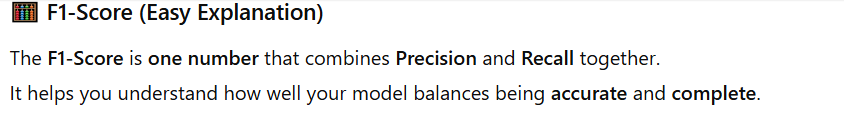 🧮 F1-Score (Easy Explanation)
The F1-Score is one number that combines Precision and Recall together.
It helps you understand how well your model balances being accurate and complete.